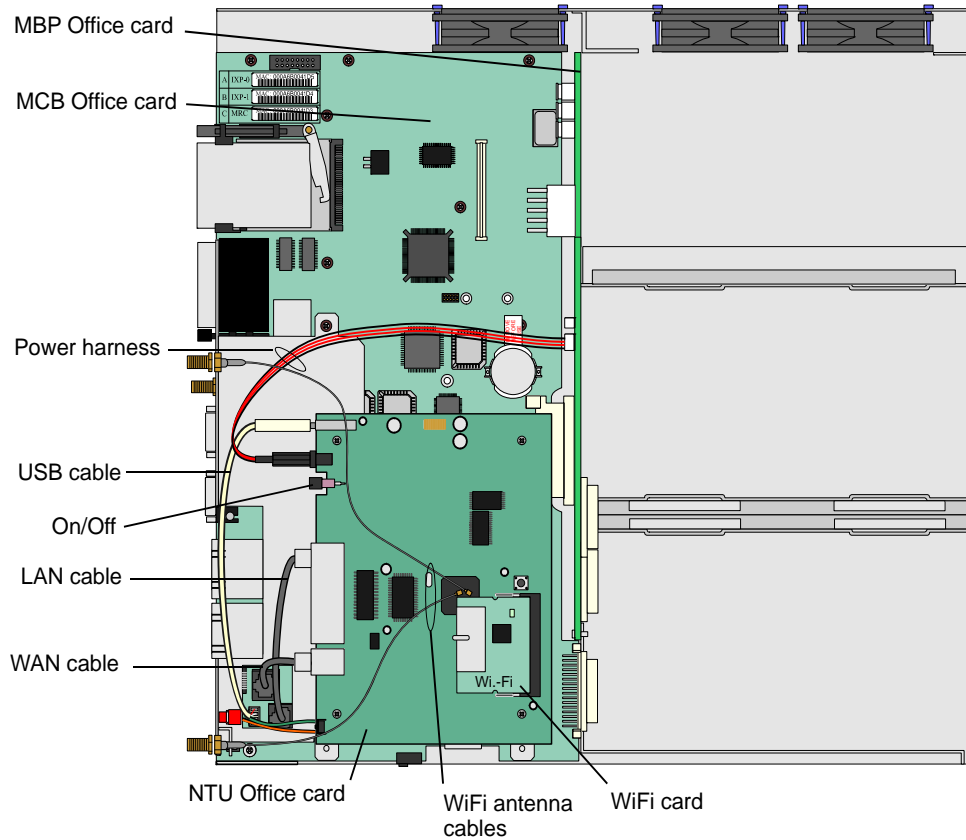 MBP Office card
MCB Office card
A IXP-0
B IXP-1
C MRC
Power harness
USB cable
On/Off
LAN cable
WAN cable
Wi.-Fi
NTU Office card
WiFi antenna
cables
WiFi card